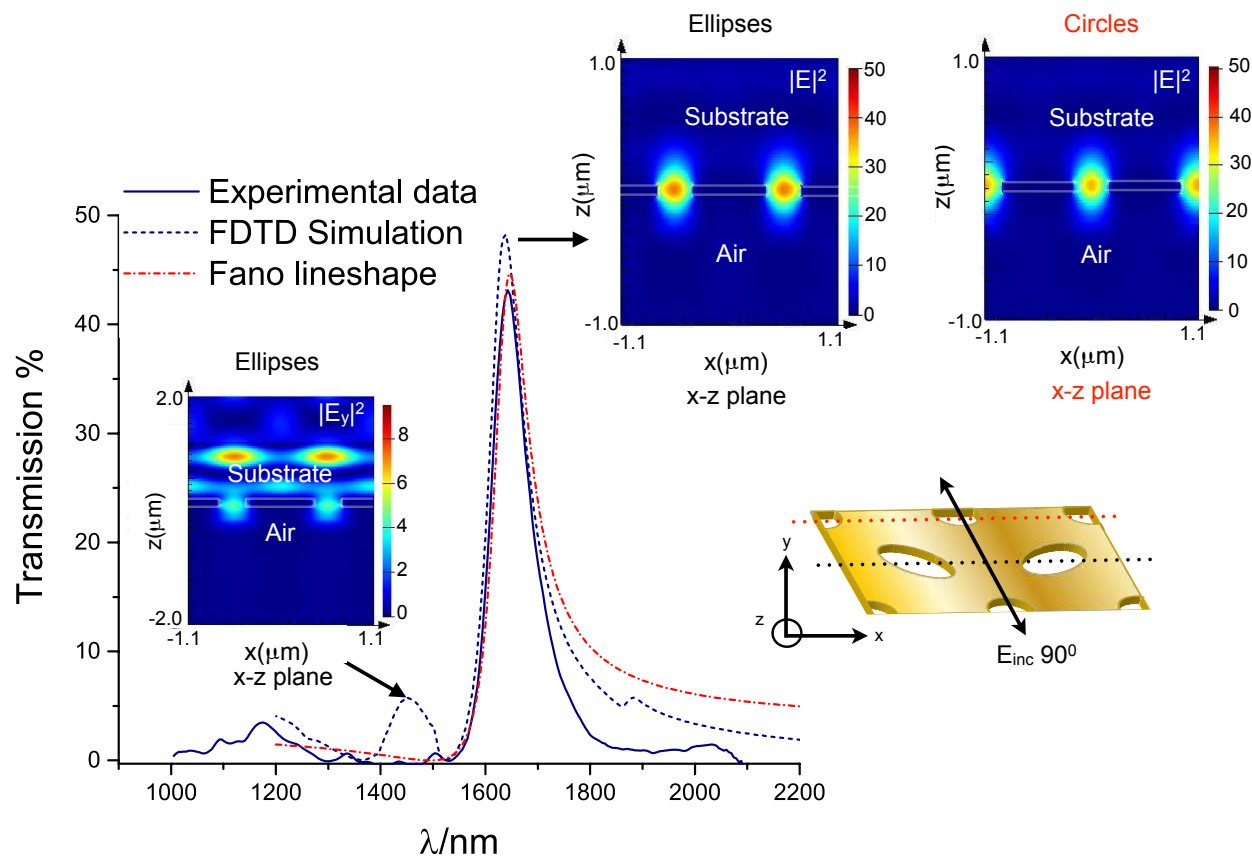 Ellipses
Circles
1.0
|E|²
Substrate
Air
z(μm)
-1.0
-1.1
1.1
x(μm)
x-z plane
50
40
30
20
10
0
1.0
|E|²
Substrate
Air
z(μm)
-1.0
-1.1
1.1
x(μm)
x-z plane
50
40
30
20
10
0
Experimental data
FDTD Simulation
Fano lineshape
Transmission %
50
40
30
20
10
0
Ellipses
2.0
|Ey|²
Substrate
Air
z(μm)
-2.0
-1.1
1.1
x(μm)
x-z plane
8
6
4
2
0
y
z
x
Einc 90⁰
1000 1200 1400 1600 1800 2000 2200
λ/nm